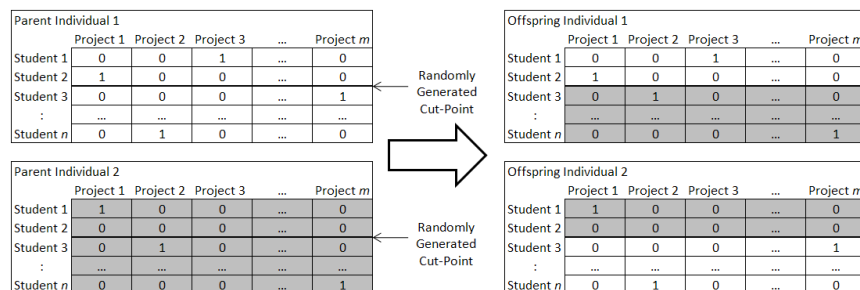 Parent Individual 1
Project 1 Project 2 Project 3 ... Project m
Student 1 0 0 1 ... 0
Student 2 1 0 0 ... 0
Student 3 0 0 0 ... 1
: ... ... ... ...
Student n 0 1 0 ... 0
Randomly
Generated
Cut-Point
Parent Individual 2
Project 1 Project 2 Project 3 ... Project m
Student 1 1 0 0 ... 0
Student 2 0 0 0 ... 0
Student 3 0 1 0 ... 0
: ... ... ... ...
Student n 0 0 0 ... 1
Randomly
Generated
Cut-Point
Offspring Individual 1
Project 1 Project 2 Project 3 ... Project m
Student 1 0 0 1 ... 0
Student 2 1 0 0 ... 0
Student 3 0 1 0 ... 0
: ... ... ... ...
Student n 0 0 0 ... 1
Offspring Individual 2
Project 1 Project 2 Project 3 ... Project m
Student 1 1 0 0 ... 0
Student 2 0 0 0 ... 0
Student 3 0 0 0 ... 1
: ... ... ... ...
Student n 0 1 0 ... 0